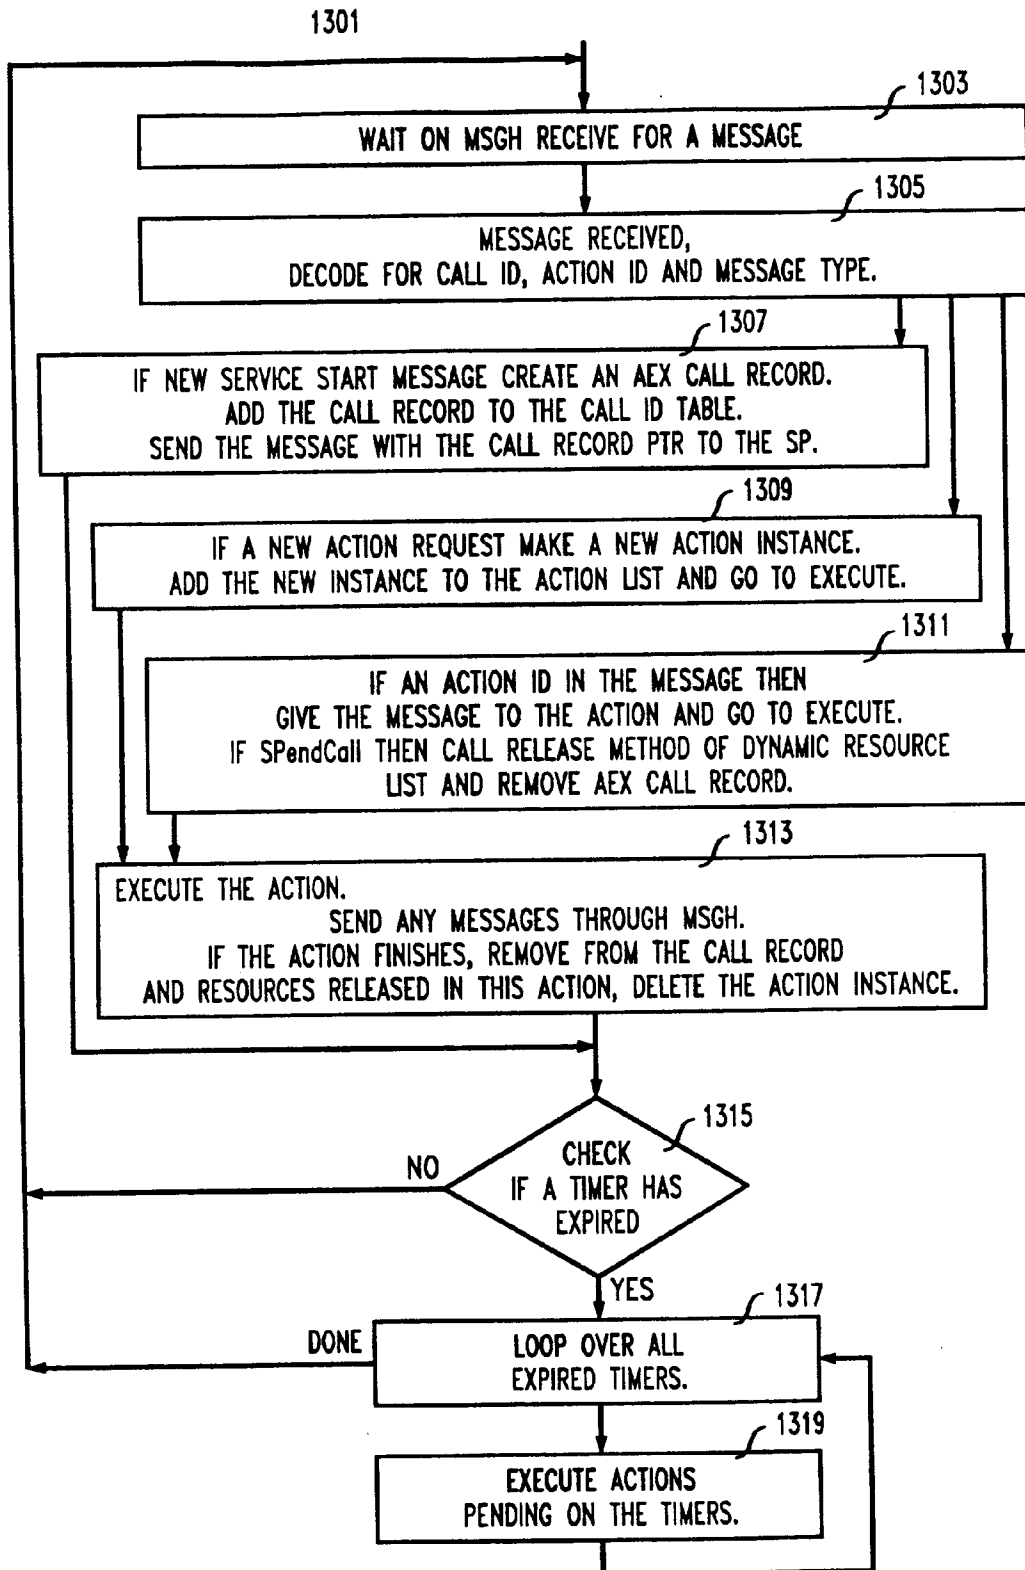 1301
1303
WAIT ON MSGH RECEIVE FOR A MESSAGE
1305
MESSAGE RECEIVED,
DECODE FOR CALL ID, ACTION ID AND MESSAGE TYPE.
1307
IF NEW SERVICE START MESSAGE CREATE AN AEX CALL RECORD.
ADD THE CALL RECORD TO THE CALL ID TABLE.
SEND THE MESSAGE WITH THE CALL RECORD PTR TO THE SP.
1309
IF A NEW ACTION REQUEST MAKE A NEW ACTION INSTANCE.
ADD THE NEW INSTANCE TO THE ACTION LIST AND GO TO EXECUTE.
1311
IF AN ACTION ID IN THE MESSAGE THEN
GIVE THE MESSAGE TO THE ACTION AND GO TO EXECUTE.
IF SPendCall THEN CALL RELEASE METHOD OF DYNAMIC RESOURCE
LIST AND REMOVE AEX CALL RECORD.
1313
EXECUTE THE ACTION.
SEND ANY MESSAGES THROUGH MSGH.
IF THE ACTION FINISHES, REMOVE FROM THE CALL RECORD
AND RESOURCES RELEASED IN THIS ACTION, DELETE THE ACTION INSTANCE.
1315
CHECK
IF A TIMER HAS
EXPIRED
NO
YES
1317
DONE
LOOP OVER ALL
EXPIRED TIMERS.
1319
EXECUTE ACTIONS
PENDING ON THE TIMERS.